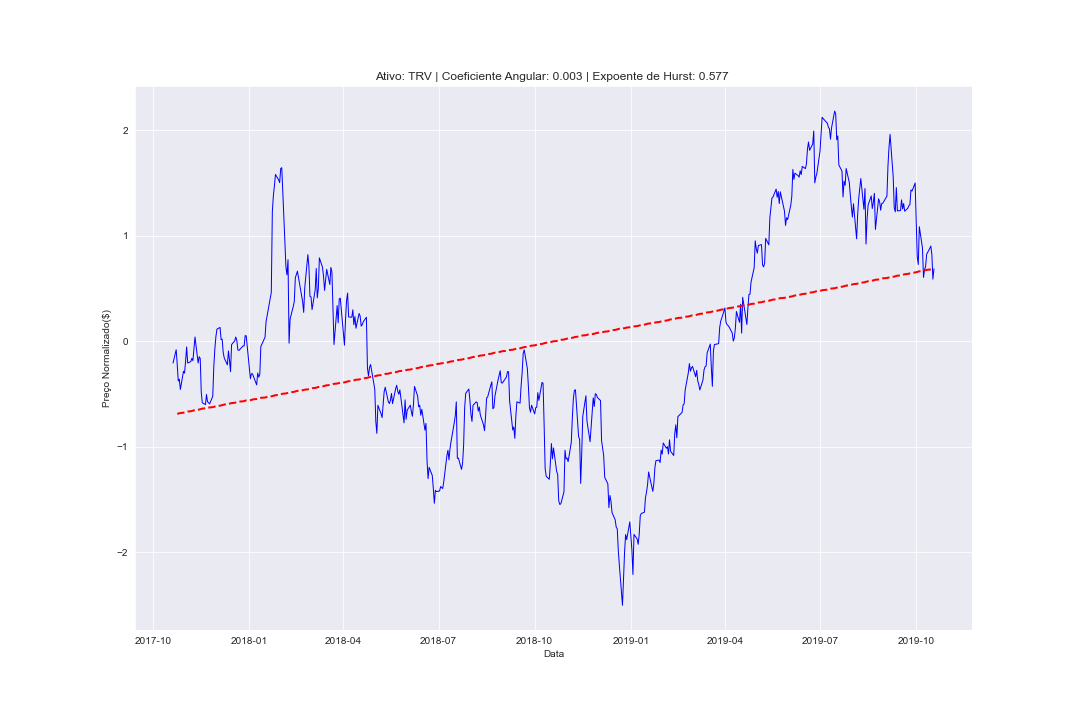 Ativo: TRV | Coeficiente Angular: 0.003 | Expoente de Hurst: 0.577
Preço Normalizado($)
2
1
0
−1
−2
2017-10 2018-01 2018-04 2018-07 2018-10 2019-01 2019-04 2019-07 2019-10
Data